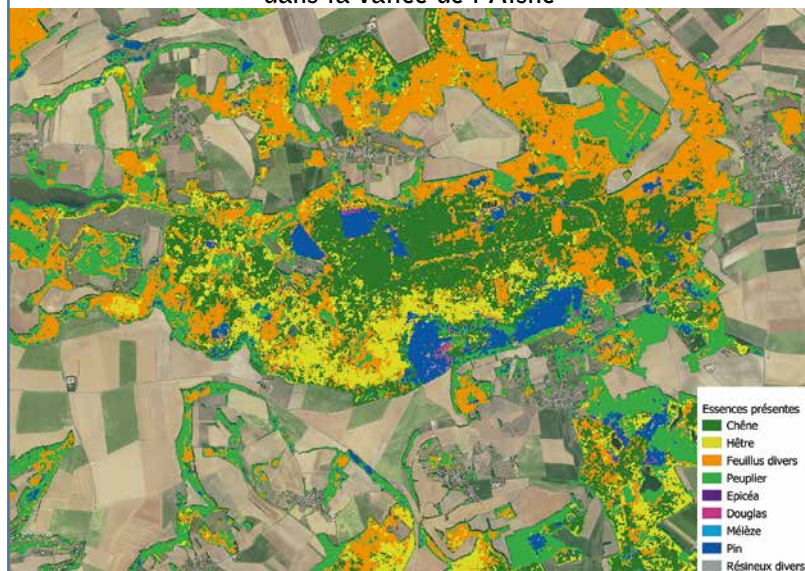 dans la vallée de l'Aisne
Essences présentes
Chêne
Hêtre
Feuillus divers
Peuplier
Epicéa
Douglas
Mélèze
Pin
Résineux divers